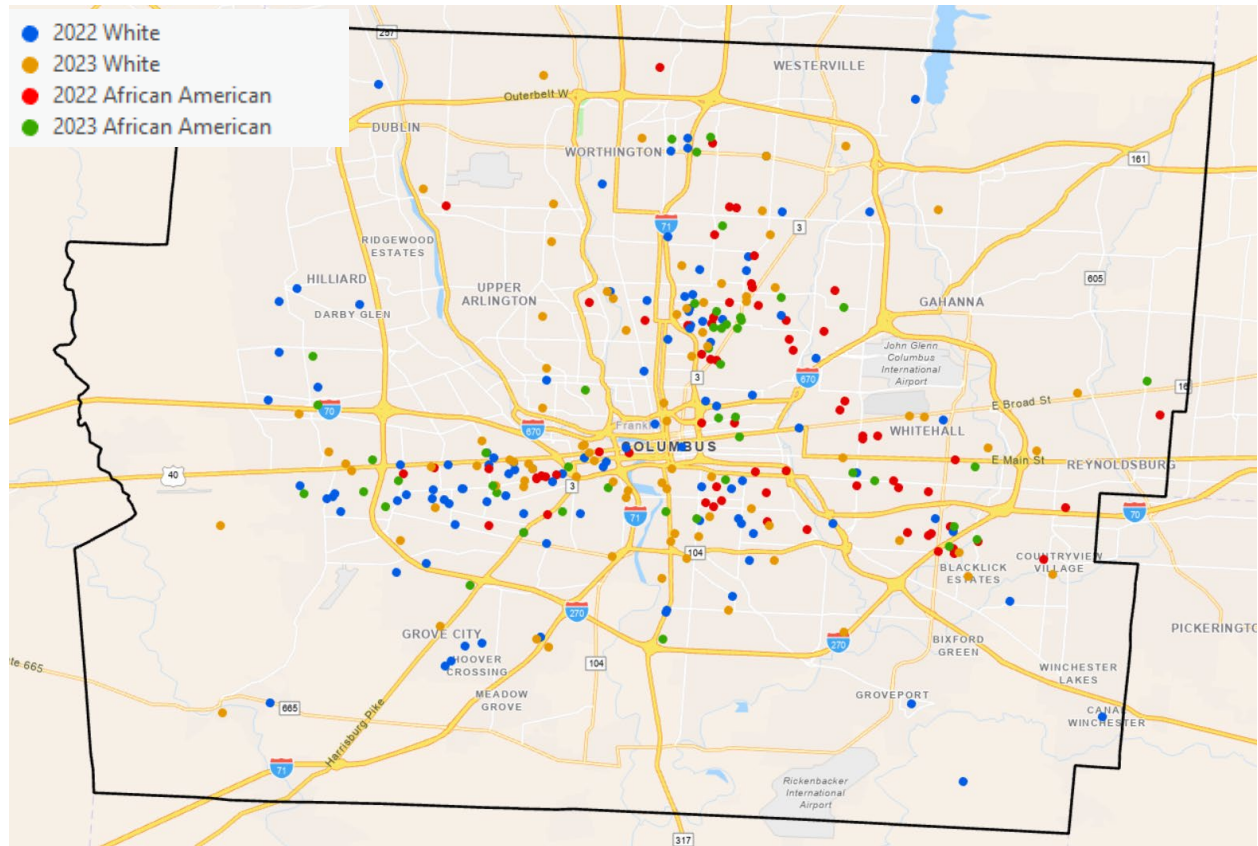 2022 White
2023 White
2022 African American
2023 African American
257
WESTERVILLE
Outerbelt W
DUBLIN
WORTHINGTON
161
71
3
RIDGEWOOD
ESTATES
605
HILLIARD
UPPER
ARLINGTON
GAHANNA
DARBY GLEN
John Glenn
Columbus
International
Airport
3
670
16
70
E Broad St
Frankl
670
WHITEHALL
COLUMBUS
E Main St
REYNOLDSBURG
40
3
71
70
104
COUNTRYVIEW
VILLAGE
BLACKLICK
ESTATES
270
GROVE CITY
PICKERINGTO
270
BIXFORD
GREEN
HOOVER
CROSSING
104
te 665
WINCHESTER
LAKES
MEADOW
GROVE
GROVEPORT
665
CANAL
WINCHESTER
Harrisburg Pike
71
Rickenbacker
International
Airport
317